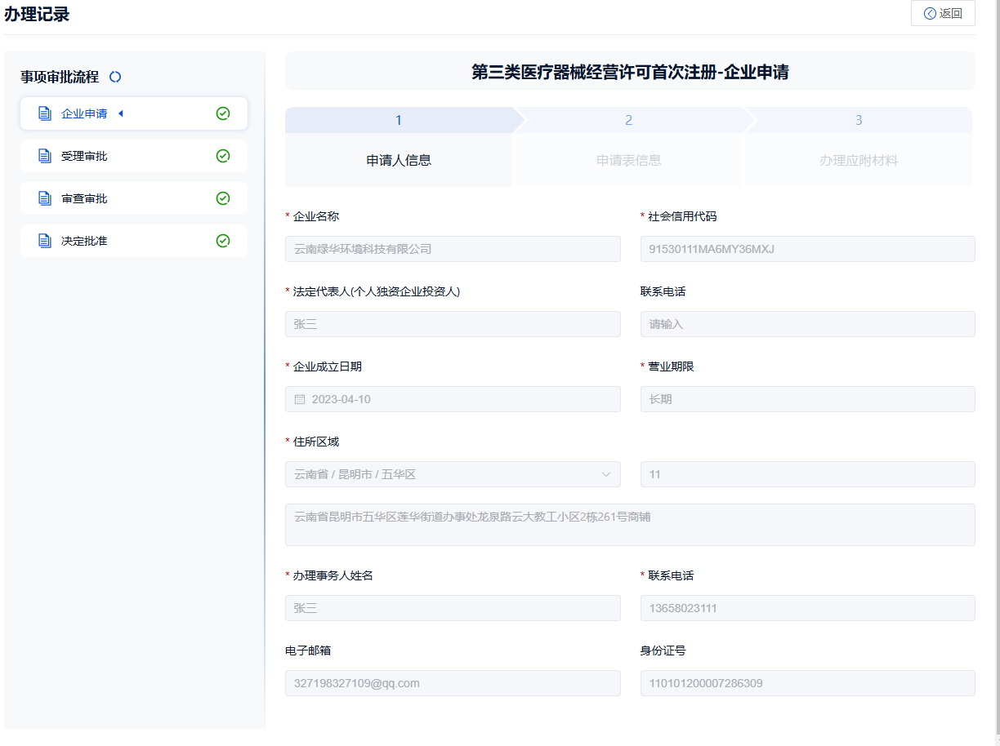 办理记录
返回
事项审批流程
企业申请
受理审批
审查审批
决定批准
第三类医疗器械经营许可首次注册-企业申请
1 2 3
申请人信息 申请表信息 办理应附材料
* 企业名称 * 社会信用代码
云南绿华环境科技有限公司 91530111MA6MY36MXJ
* 法定代表人(个人独资企业投资人) 联系电话
张三 请输入
* 企业成立日期 * 营业期限
2023-04-10 长期
* 住所区域
云南省 / 昆明市 / 五华区 11
云南省昆明市五华区莲华街道办事处龙泉路云大教工小区2栋261号商铺
* 办理事务人姓名 * 联系电话
张三 13658023111
电子邮箱 身份证号
327198327109@qq.com 110101200007286309